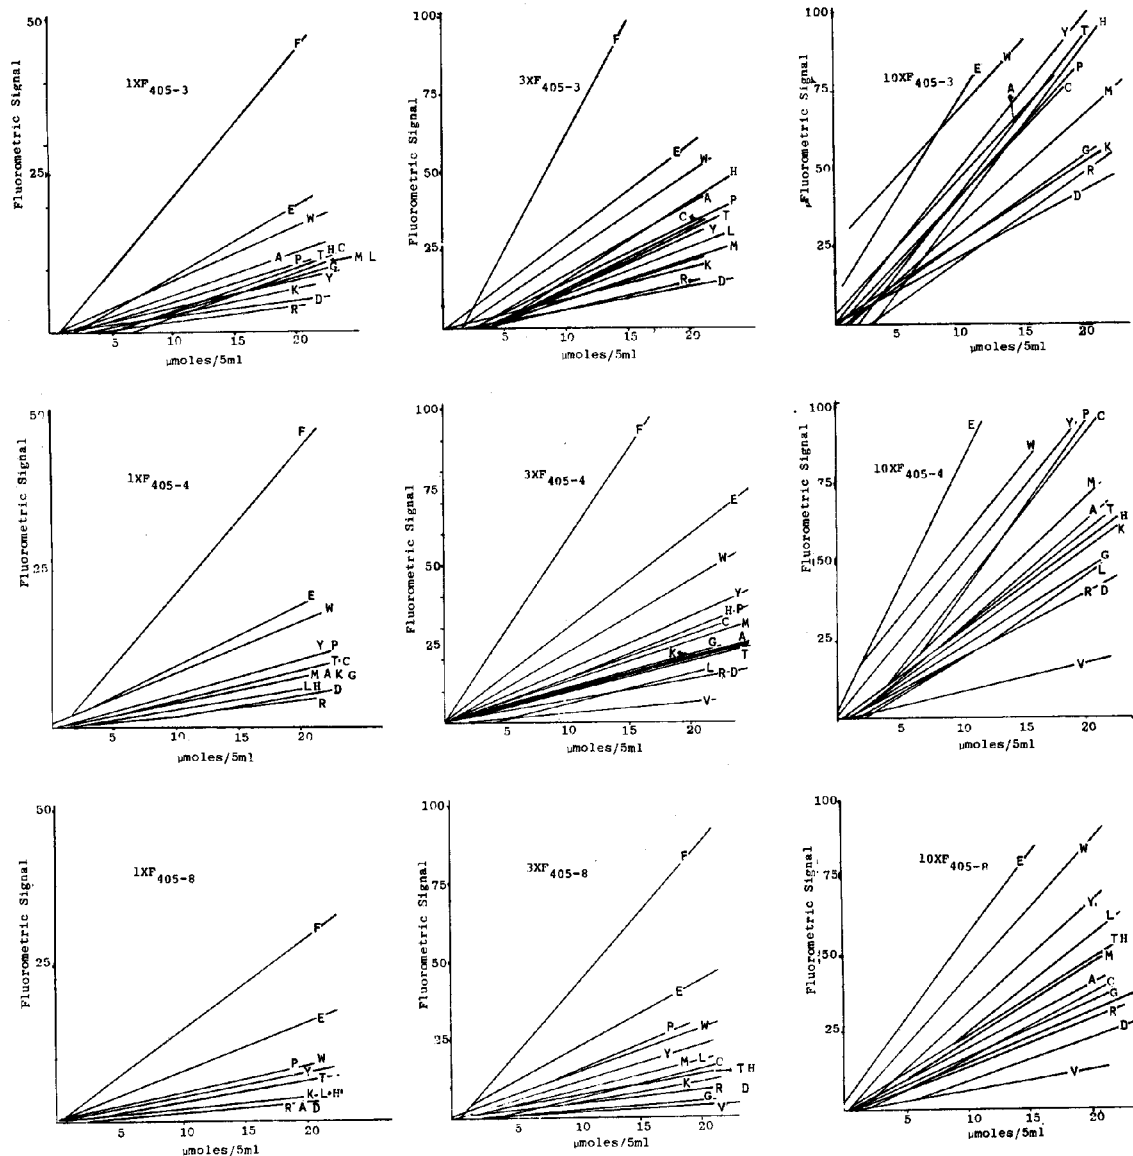 50
25
Fluorometric Signal
1XF405-3
F
E
W
A P T H C
G M L
K Y
R D
5 10 15 20
μmoles/5ml
100
75
50
25
Fluorometric Signal
3XF405-3
F
E W
H
A P
C T
Y L
M
K
R D
5 10 15 20
μmoles/5ml
100
75
50
25
Fluorometric Signal
10XF405-3
E W Y T H
P
A C M
G K
R
D
5 10 15 20
μmoles/5ml
50
25
Fluorometric Signal
1XF405-4
F
E
W
Y P
T C
M A K G
L H D
R
5 10 15 20
μmoles/5ml
100
75
50
25
Fluorometric Signal
3XF405-4
F
E
W
Y
H P
C M
G A
K T
L R D
V
5 10 15 20
μmoles/5ml
100
75
50
25
Fluorometric Signal
10XF405-4
E W Y P C
M
A T H
K
G
L
R D
V
5 10 15 20
μmoles/5ml
50
25
Fluorometric Signal
1XF405-8
F
E
P W
Y T
K L H
R A D
5 10 15 20
μmoles/5ml
100
75
50
25
Fluorometric Signal
3XF405-8
F
E
P W
Y
M L C
T H
K R D
G
V
5 10 15 20
μmoles/5ml
100
75
50
25
Fluorometric Signal
10XF405-8
E W
Y
L
T H
M
A C
G
R
D
V
5 10 15 20
μmoles/5ml